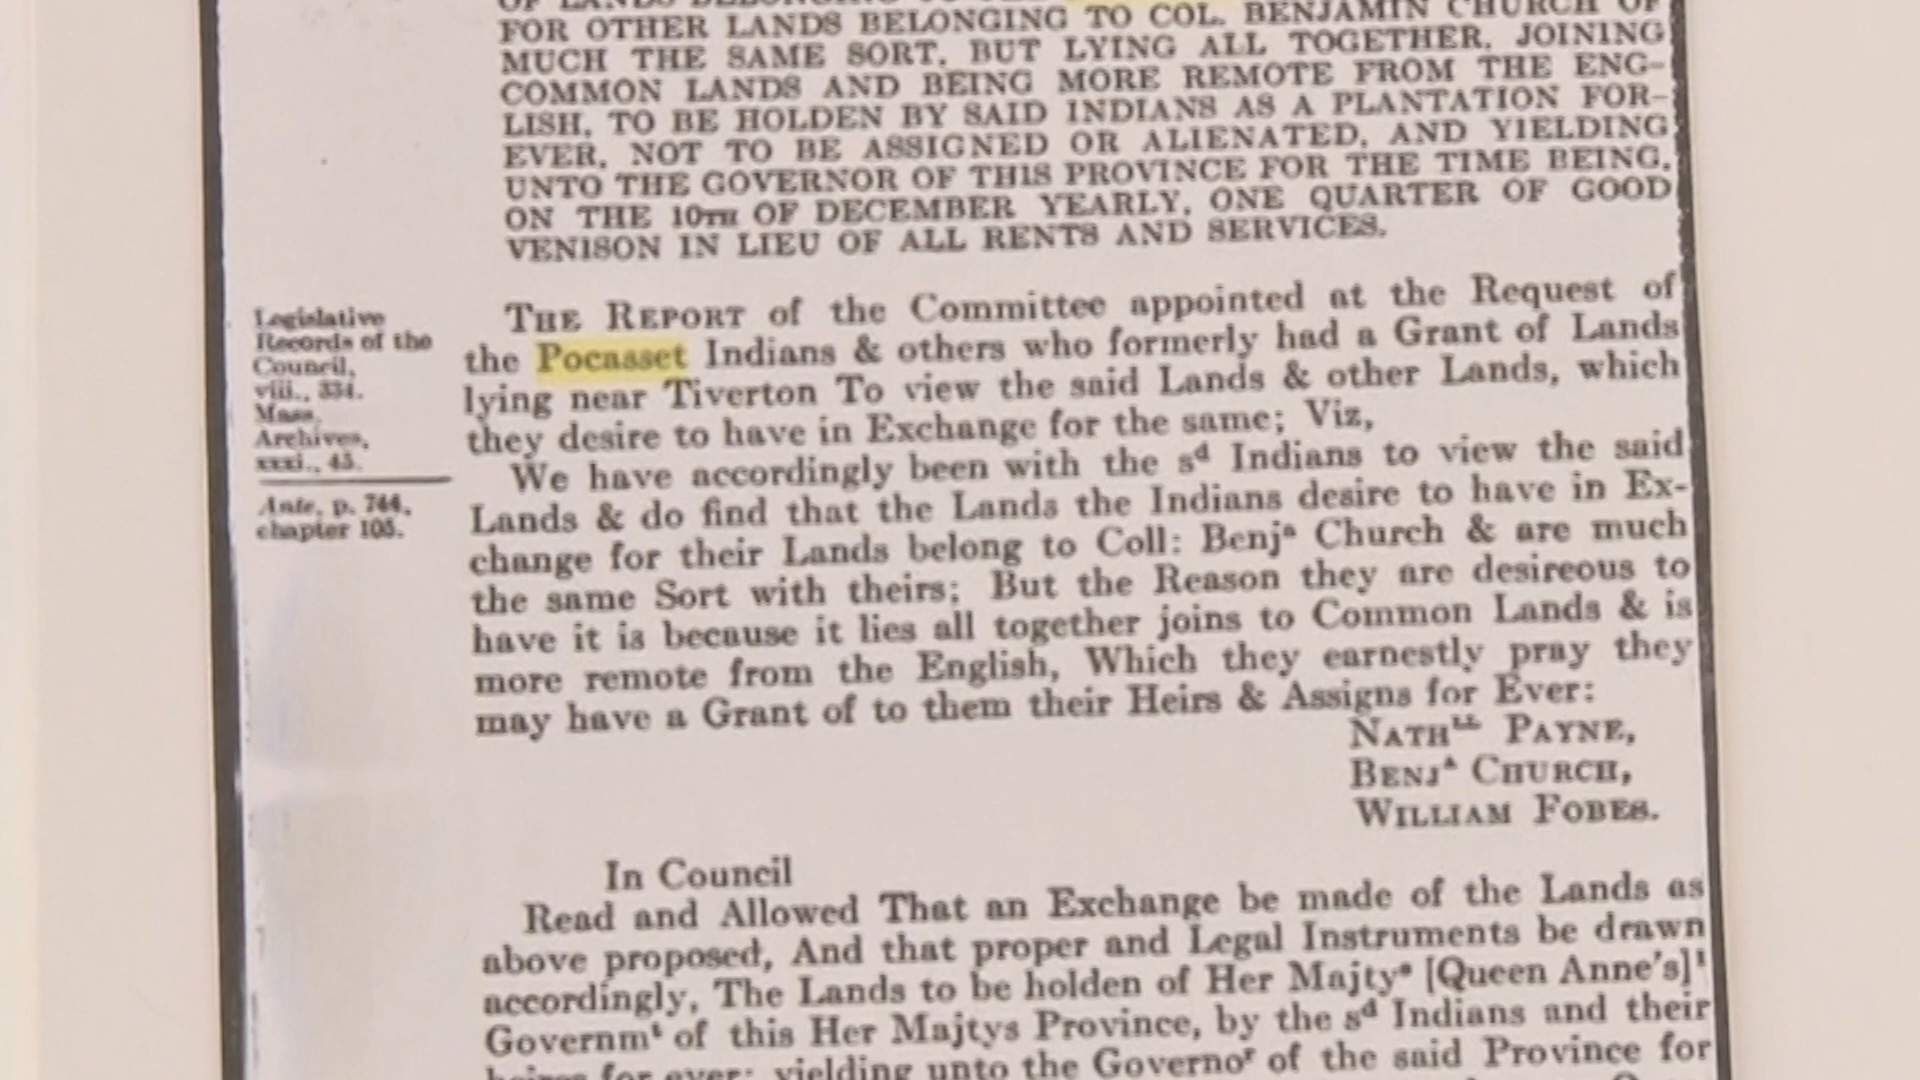 FOR OTHER LANDS BELONGING TO COL. BENJAMIN CHURCH OF
MUCH THE SAME SORT, BUT LYING ALL TOGETHER, JOINING
COMMON LANDS AND BEING MORE REMOTE FROM THE ENG-
LISH, TO BE HOLDEN BY SAID INDIANS AS A PLANTATION FOR-
EVER, NOT TO BE ASSIGNED OR ALIENATED, AND YIELDING
UNTO THE GOVERNOR OF THIS PROVINCE FOR THE TIME BEING,
ON THE 10TH OF DECEMBER YEARLY, ONE QUARTER OF GOOD
VENISON IN LIEU OF ALL RENTS AND SERVICES.
Legislative
Records of the
Council,
viii., 334.
Mass.
Archives,
xxxi., 45.
Ante, p. 744,
chapter 105.
THE REPORT of the Committee appointed at the Request of
the Pocasset Indians & others who formerly had a Grant of Lands
lying near Tiverton To view the said Lands & other Lands, which
they desire to have in Exchange for the same; Viz,
We have accordingly been with the sᵈ Indians to view the said
Lands & do find that the Lands the Indians desire to have in Ex-
change for their Lands belong to Coll: Benjᵃ Church & are much
the same Sort with theirs; But the Reason they are desireous to
have it is because it lies all together joins to Common Lands & is
more remote from the English, Which they earnestly pray they
may have a Grant of to them their Heirs & Assigns for Ever:
NATHᴸᴸ PAYNE,
BENJᴬ CHURCH,
WILLIAM FOBES.
In Council
Read and Allowed That an Exchange be made of the Lands as
above proposed, And that proper and Legal Instruments be drawn
accordingly, The Lands to be holden of Her Majtyˢ [Queen Anne's]¹
Governmᵗ of this Her Majtys Province, by the sᵈ Indians and their
heires for ever; yielding unto the Governoʳ of the said Province for